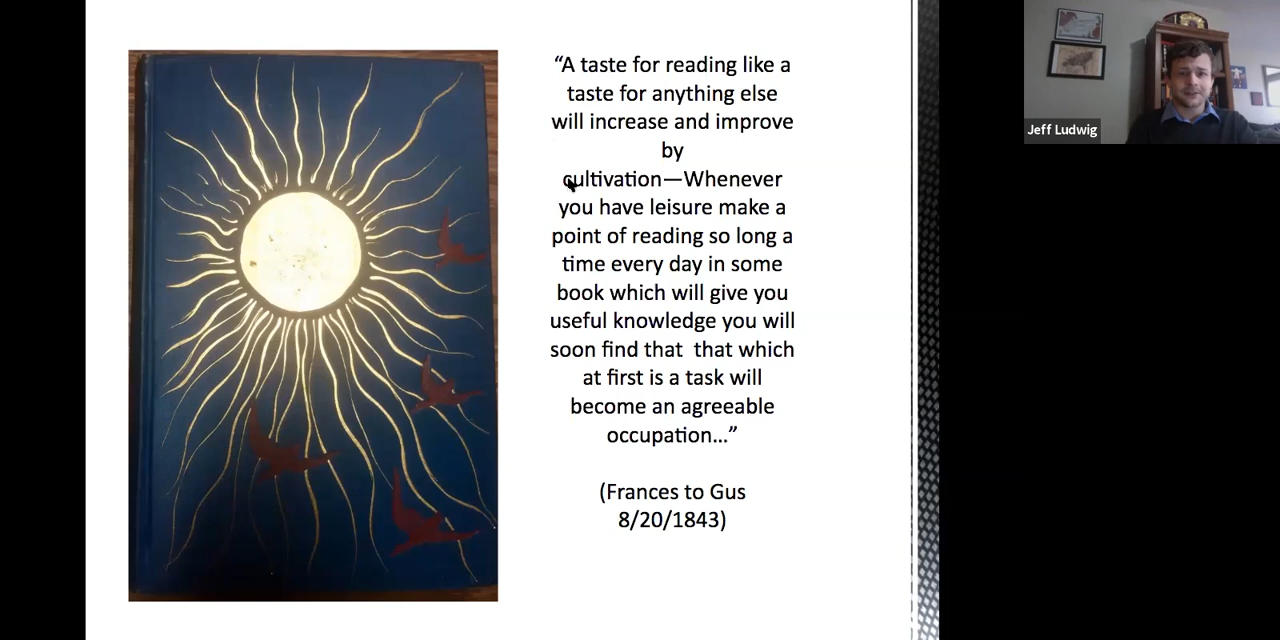 “A taste for reading like a
taste for anything else
will increase and improve
by
cultivation—Whenever
you have leisure make a
point of reading so long a
time every day in some
book which will give you
useful knowledge you will
soon find that  that which
at first is a task will
become an agreeable
occupation...”
(Frances to Gus
8/20/1843)
Jeff Ludwig